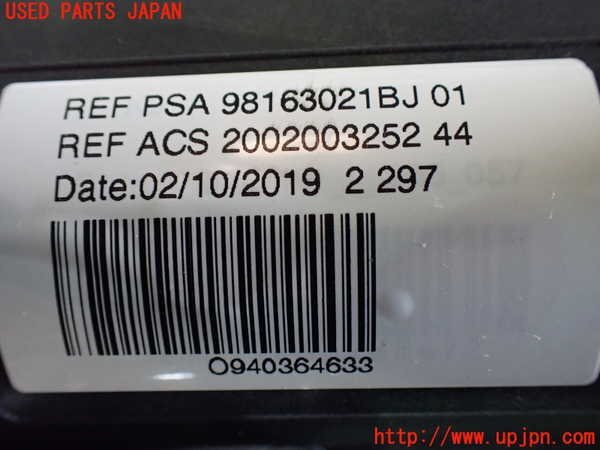 USED PARTS JAPAN
REF PSA 98163021BJ 01
REF ACS 2002003252 44
Date:02/10/2019 2 297
O940364633
http://www.upjpn.com/